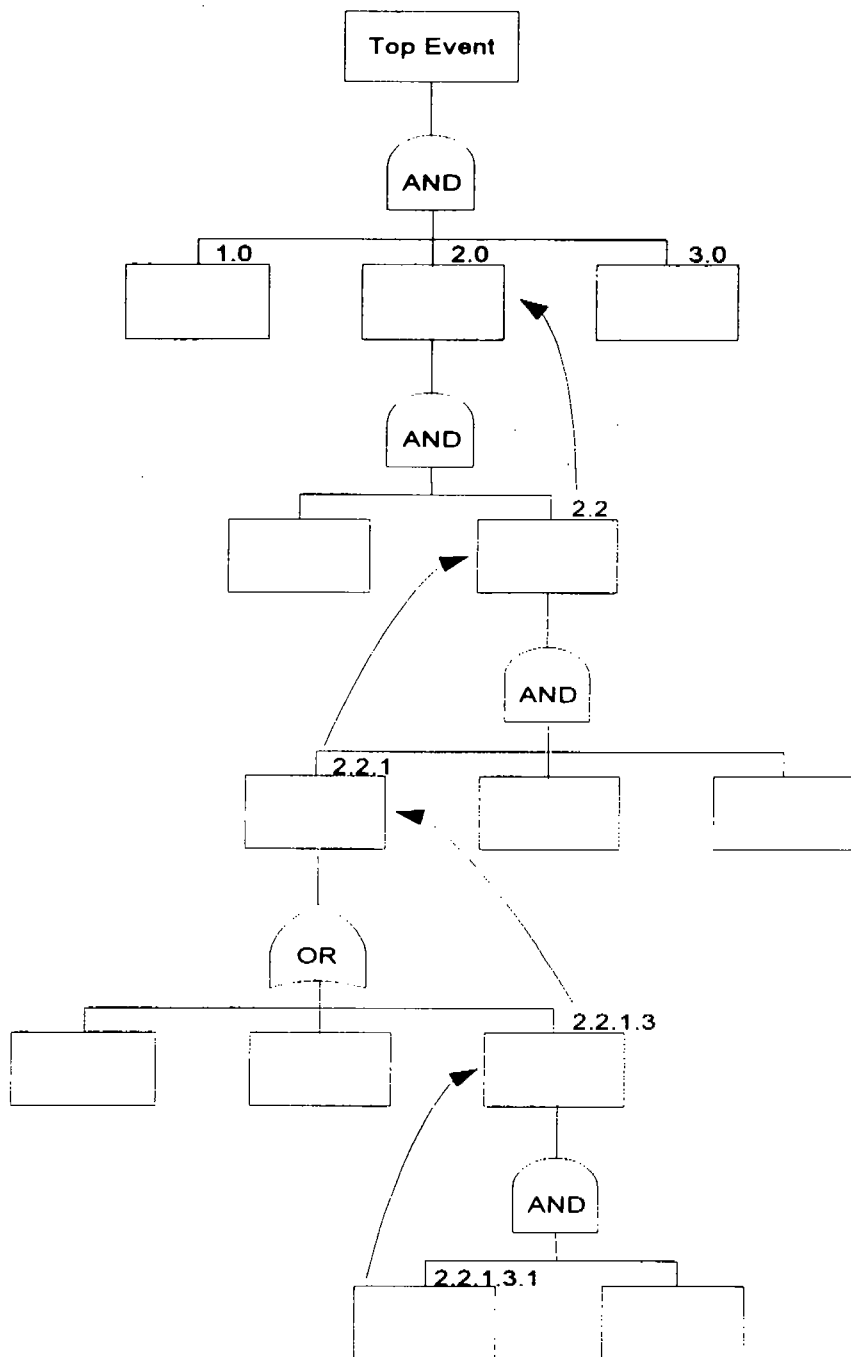 Top Event
AND
1.0
2.0
3.0
AND
2.2
AND
2.2.1
OR
2.2.1.3
AND
2.2.1.3.1